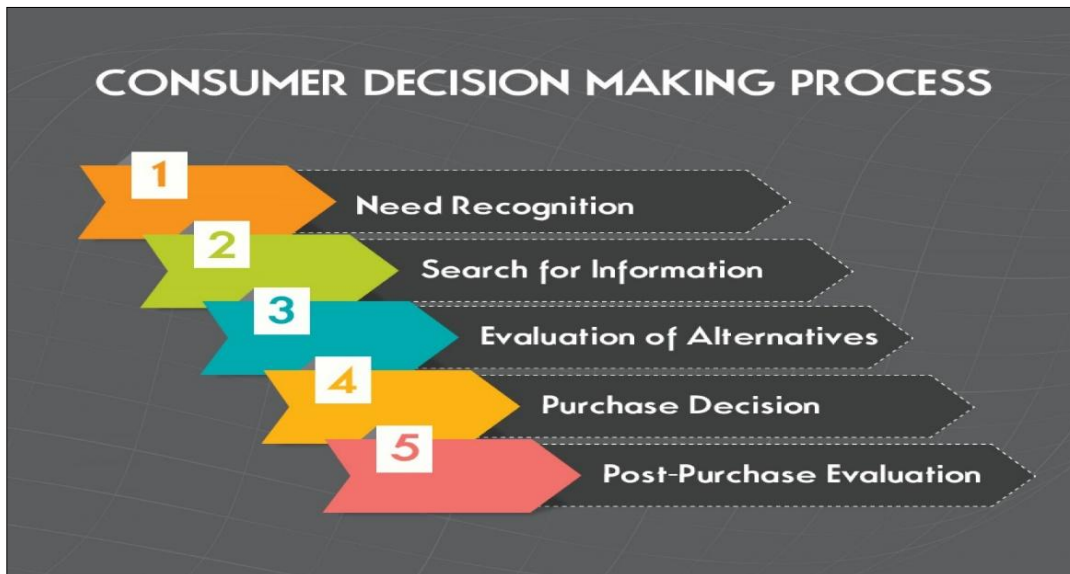 CONSUMER DECISION MAKING PROCESS
1
Need Recognition
2
Search for Information
3
Evaluation of Alternatives
4
Purchase Decision
5
Post-Purchase Evaluation